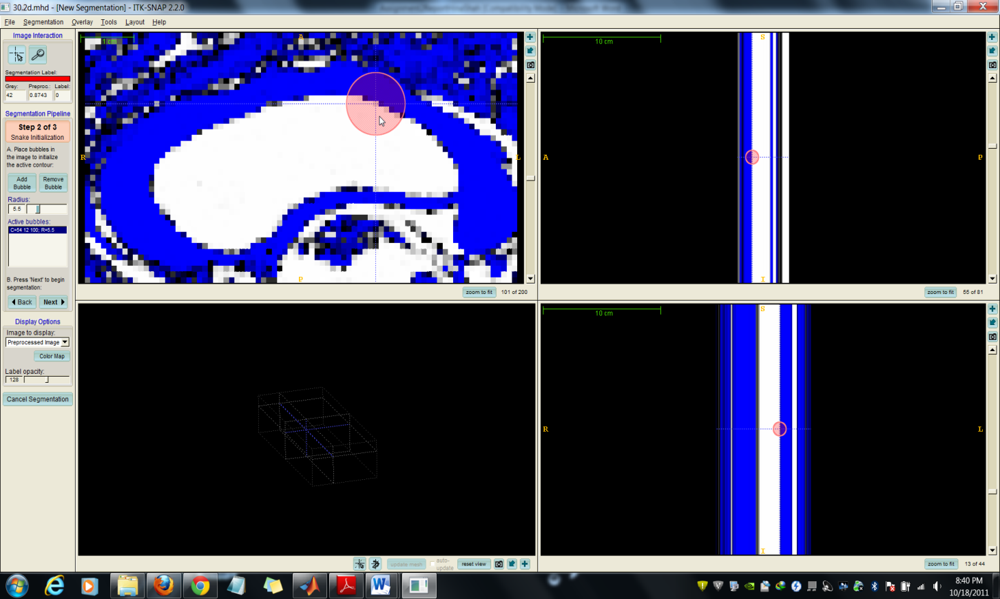 30.2d.mhd - [New Segmentation] - ITK-SNAP 2.2.0
File Segmentation Overlay Tools Layout Help
Image Interaction
Segmentation Label:
Grey: Preproc.: Label:
42 0.8743 0
Segmentation Pipeline
Step 2 of 3
Snake Initialization
A. Place bubbles in
the image to initialize
the active contour:
Add Bubble
Remove Bubble
Radius:
5.5
Active bubbles:
C=54 12 100; R=5.5
B. Press 'Next' to begin
segmentation:
Back Next
Display Options
Image to display:
Preprocessed Image
Color Map
Label opacity:
128
Cancel Segmentation
1 cm
A
R
L
P
zoom to fit 101 of 200
10 cm
S
A
P
I
zoom to fit 55 of 81
update mesh
auto-
update
reset view
10 cm
S
R
L
I
zoom to fit 13 of 44
8:40 PM
10/18/2011